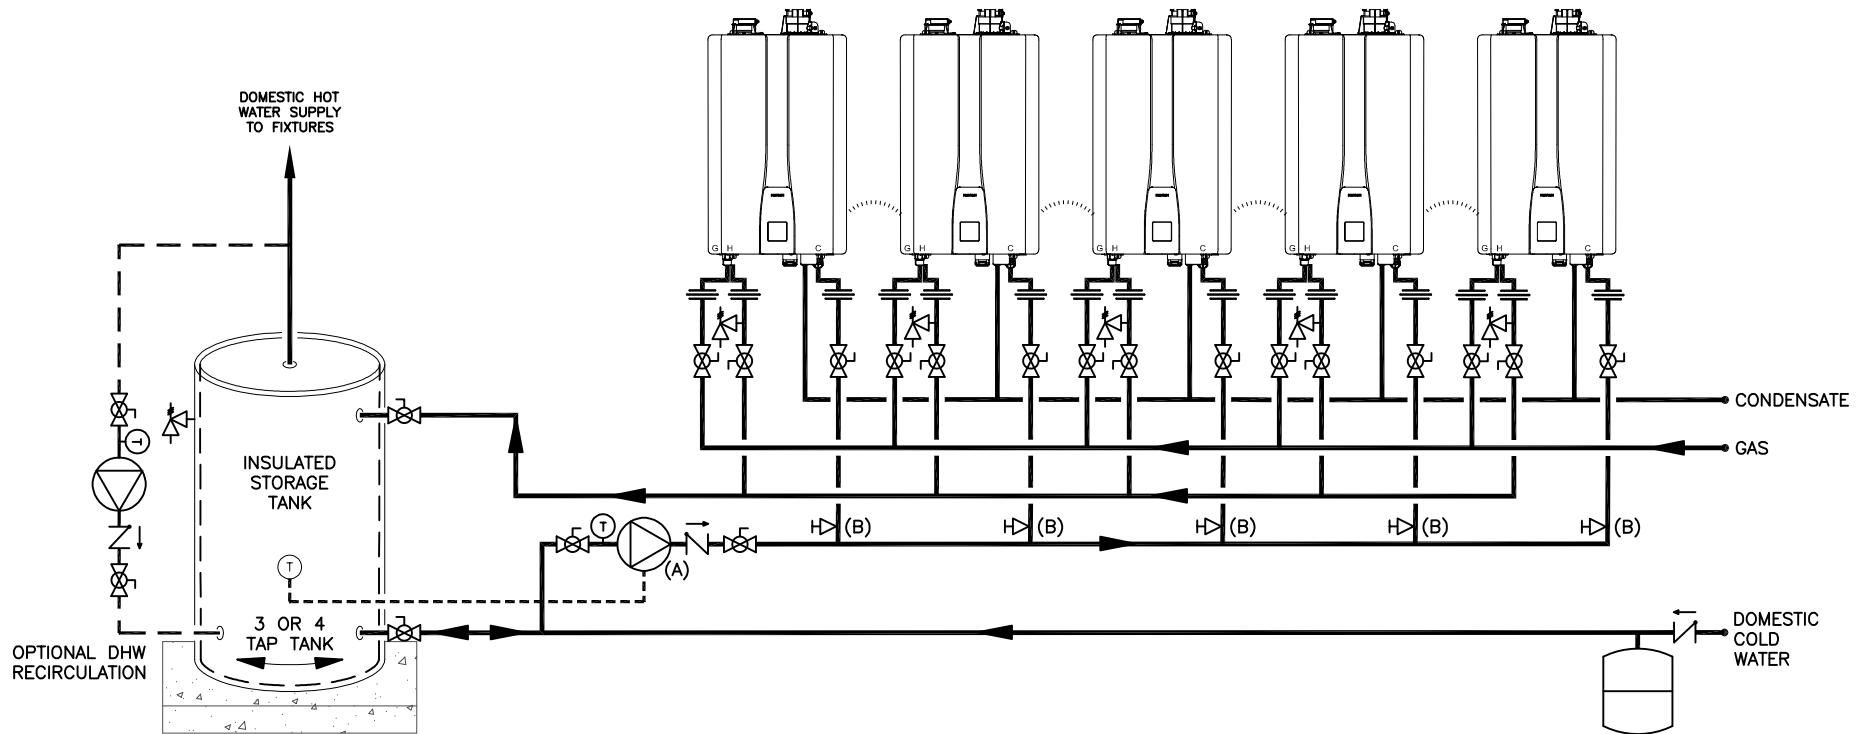 DOMESTIC HOT
WATER SUPPLY
TO FIXTURES
G H C
G H C
G H C
G H C
G H C
CONDENSATE
GAS
T
INSULATED
STORAGE
TANK
T
(B)
(B)
(B)
(B)
(B)
(A)
T
3 OR 4
TAP TANK
OPTIONAL DHW
RECIRCULATION
DOMESTIC
COLD
WATER